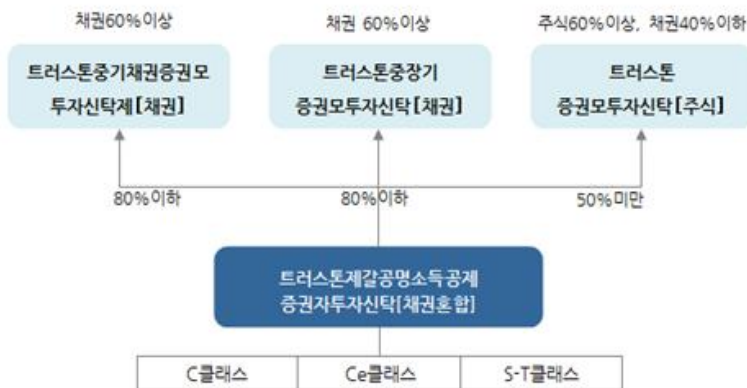 채권60%이상
채권 60%이상
주식60%이상, 채권40%이하
트러스톤중기채권증권모
투자신탁제[채권]
트러스톤중장기
증권모투자신탁[채권]
트러스톤
증권모투자신탁[주식]
80%이하
80%이하
50%미만
트러스톤제갈공명소득공제
증권자투자신탁[채권혼합]
C클래스
Ce클래스
S-T클래스